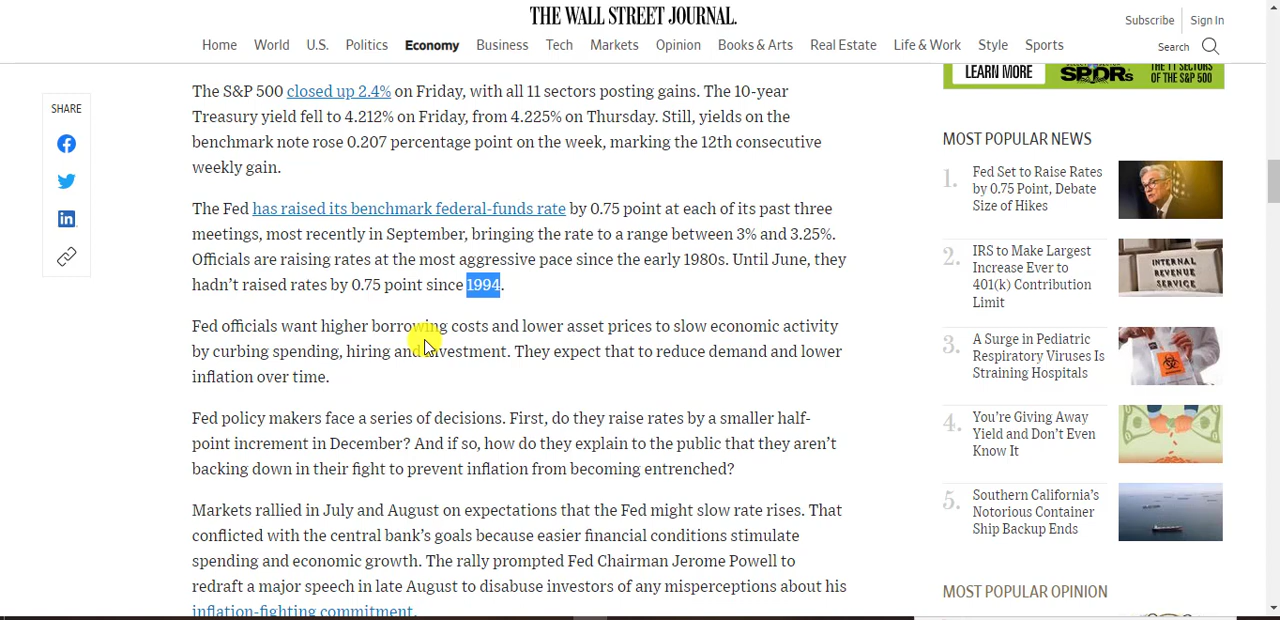 THE WALL STREET JOURNAL.
Subscribe
Sign In
Home
World
U.S.
Politics
Economy
Business
Tech
Markets
Opinion
Books & Arts
Real Estate
Life & Work
Style
Sports
Search
SHARE
The S&P 500 closed up 2.4% on Friday, with all 11 sectors posting gains. The 10-year
Treasury yield fell to 4.212% on Friday, from 4.225% on Thursday. Still, yields on the
benchmark note rose 0.207 percentage point on the week, marking the 12th consecutive
weekly gain.
The Fed has raised its benchmark federal-funds rate by 0.75 point at each of its past three
meetings, most recently in September, bringing the rate to a range between 3% and 3.25%.
Officials are raising rates at the most aggressive pace since the early 1980s. Until June, they
hadn't raised rates by 0.75 point since 1994.
Fed officials want higher borrowing costs and lower asset prices to slow economic activity
by curbing spending, hiring and investment. They expect that to reduce demand and lower
inflation over time.
Fed policy makers face a series of decisions. First, do they raise rates by a smaller half-
point increment in December? And if so, how do they explain to the public that they aren't
backing down in their fight to prevent inflation from becoming entrenched?
Markets rallied in July and August on expectations that the Fed might slow rate rises. That
conflicted with the central bank's goals because easier financial conditions stimulate
spending and economic growth. The rally prompted Fed Chairman Jerome Powell to
redraft a major speech in late August to disabuse investors of any misperceptions about his
inflation-fighting commitment.
LEARN MORE
SPDRs
THE 11 SECTORS
OF THE S&P 500
MOST POPULAR NEWS
1.
Fed Set to Raise Rates
by 0.75 Point, Debate
Size of Hikes
2.
IRS to Make Largest
Increase Ever to
401(k) Contribution
Limit
INTERNAL
REVENUE
SERVICE
3.
A Surge in Pediatric
Respiratory Viruses Is
Straining Hospitals
4.
You're Giving Away
Yield and Don't Even
Know It
5.
Southern California's
Notorious Container
Ship Backup Ends
MOST POPULAR OPINION